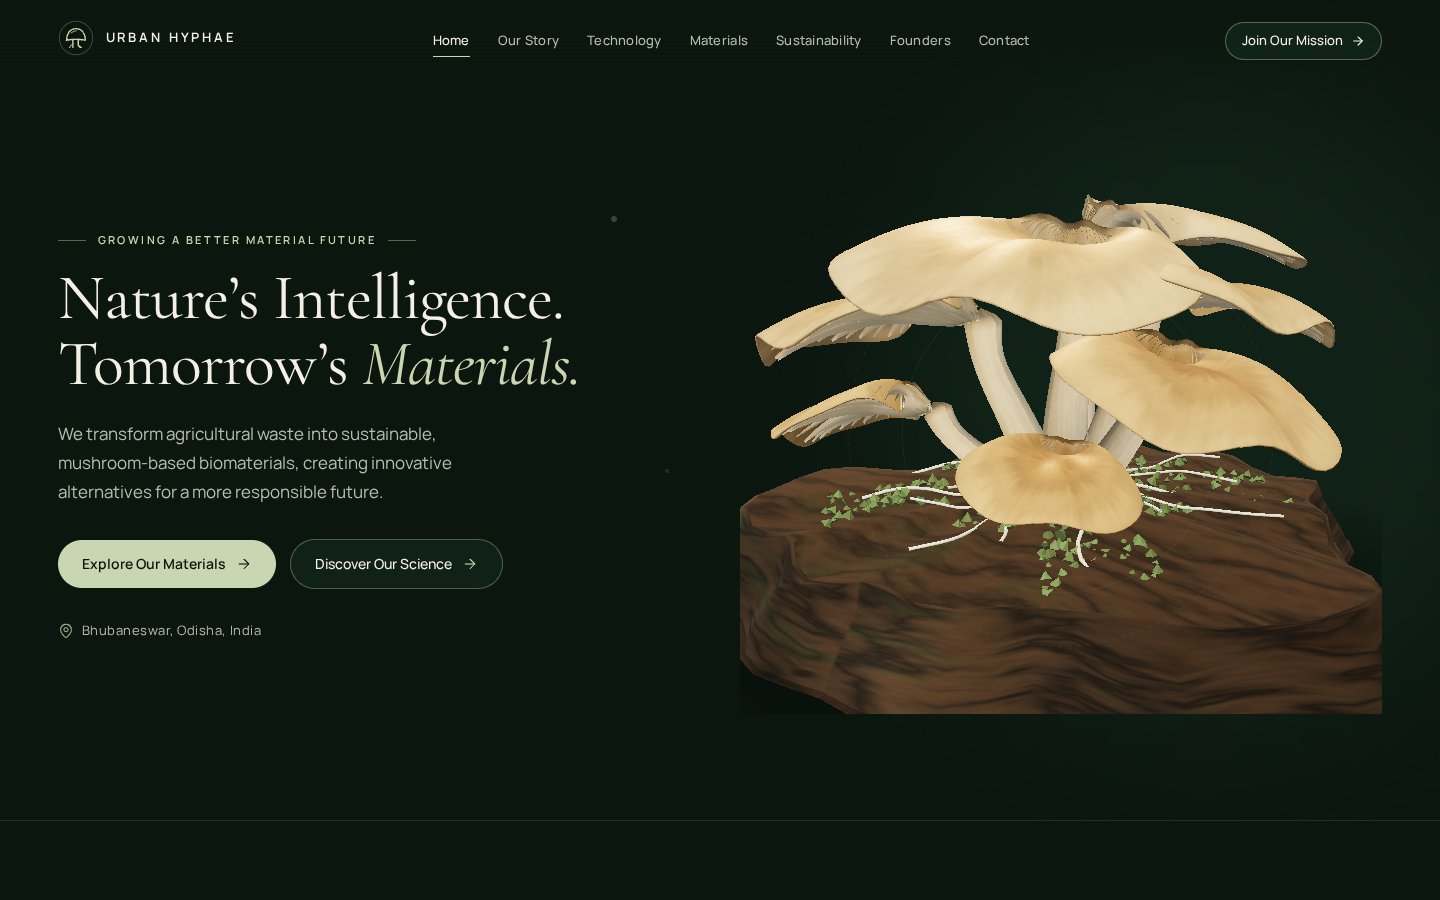 URBAN HYPHAE
Home
Our Story
Technology
Materials
Sustainability
Founders
Contact
Join Our Mission
GROWING A BETTER MATERIAL FUTURE
Nature’s Intelligence.
Tomorrow’s Materials.
We transform agricultural waste into sustainable,
mushroom-based biomaterials, creating innovative
alternatives for a more responsible future.
Explore Our Materials
Discover Our Science
Bhubaneswar, Odisha, India